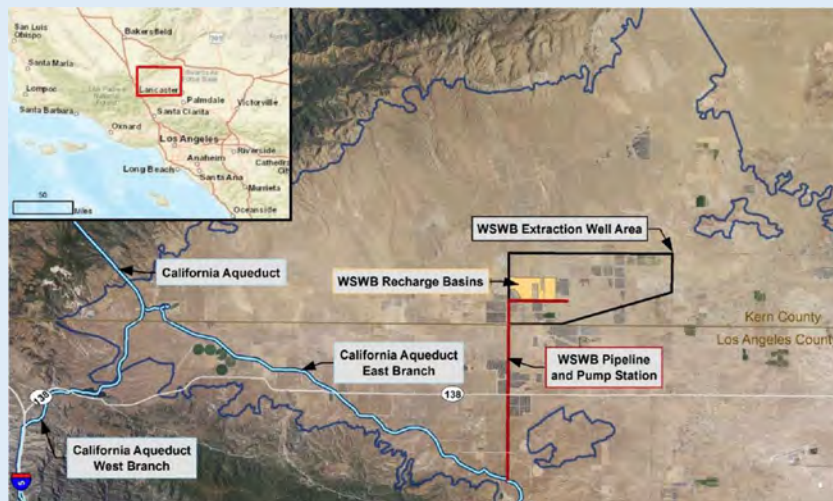 San Luis
Obispo
Bakersfield
Santa Maria
Lompoc
Santa Barbara
Lancaster
Palmdale
Victorville
Santa Clarita
Oxnard
Los Angeles
Riverside
Anaheim
Long Beach
Santa Ana
Murrieta
Oceanside
50
Miles
California Aqueduct
WSWB Extraction Well Area
WSWB Recharge Basins
Kern County
Los Angeles County
California Aqueduct
East Branch
WSWB Pipeline
and Pump Station
138
138
California Aqueduct
West Branch
5